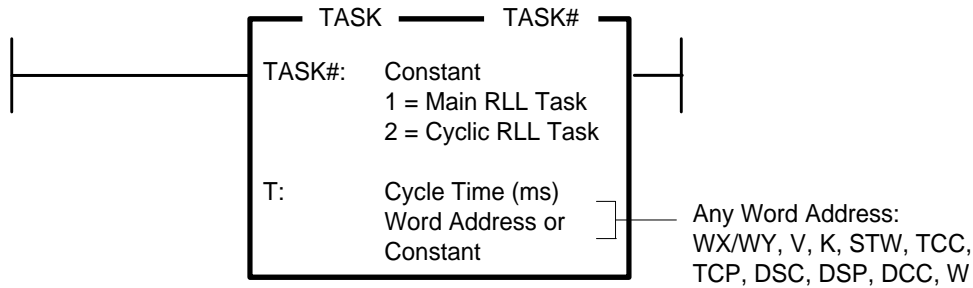 TASK TASK#
TASK#: Constant
1 = Main RLL Task
2 = Cyclic RLL Task
T: Cycle Time (ms)
Word Address or
Constant
Any Word Address:
WX/WY, V, K, STW, TCC,
TCP, DSC, DSP, DCC, W